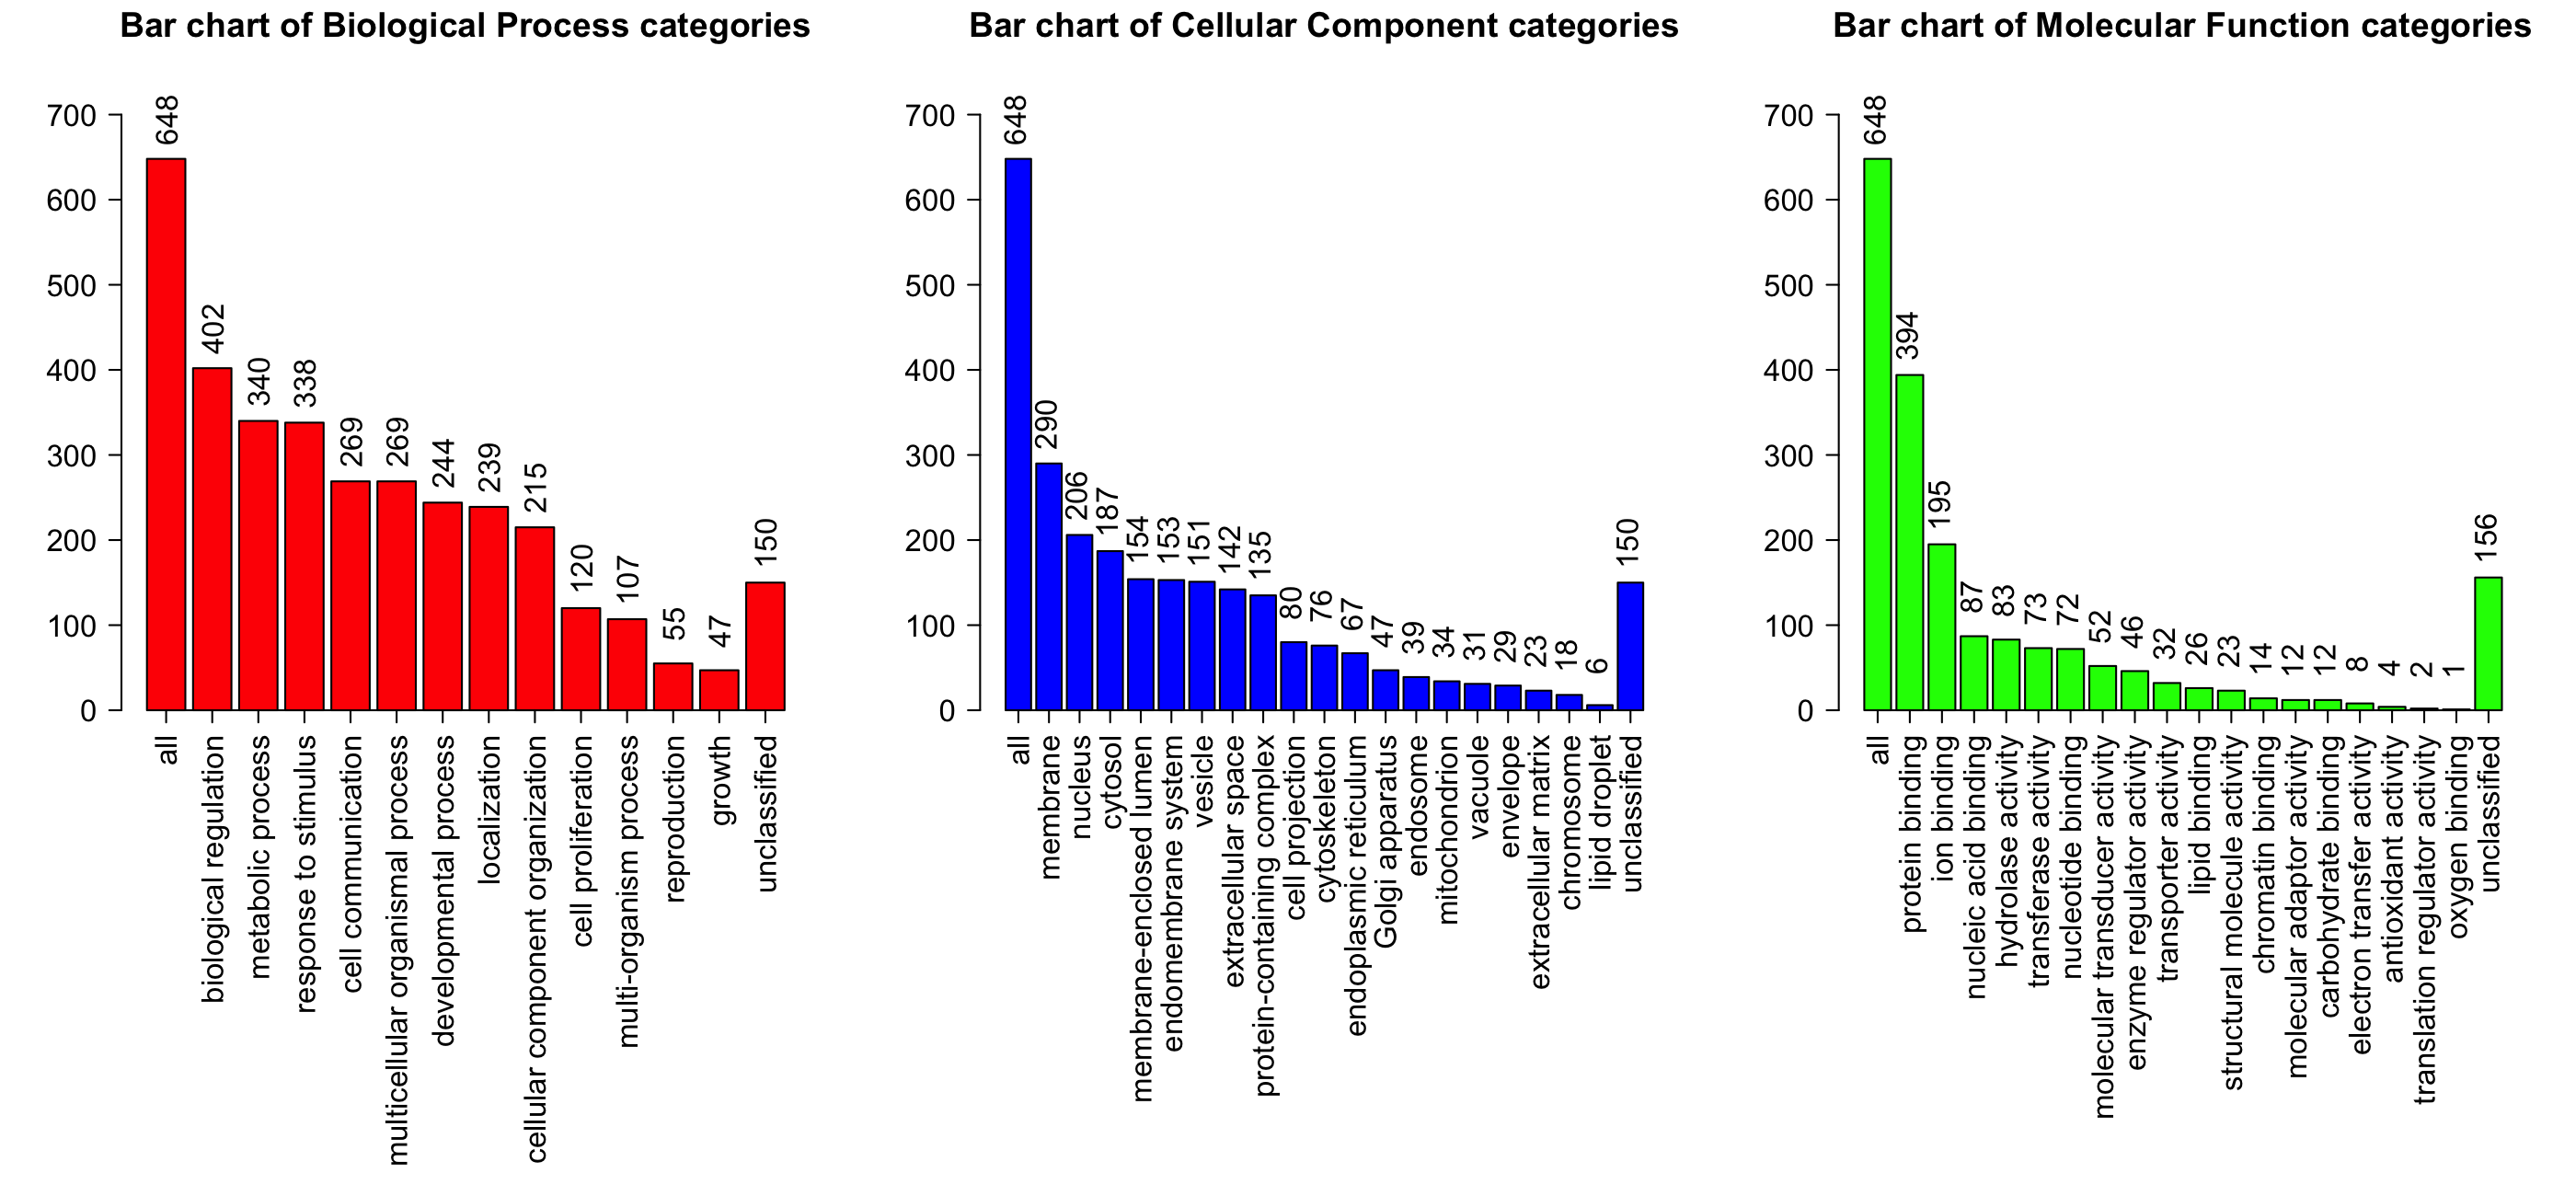 Bar chart of Biological Process categories
700
600
500
400
300
200
100
0
648
402
340
338
269
269
244
239
215
120
107
55
47
150
all
biological regulation
metabolic process
response to stimulus
cell communication
multicellular organismal process
developmental process
localization
cellular component organization
cell proliferation
multi-organism process
reproduction
growth
unclassified
Bar chart of Cellular Component categories
700
600
500
400
300
200
100
0
648
290
206
187
154
153
151
142
135
80
76
67
47
39
34
31
29
23
18
6
150
all
membrane
nucleus
cytosol
membrane-enclosed lumen
endomembrane system
vesicle
extracellular space
protein-containing complex
cell projection
cytoskeleton
endoplasmic reticulum
Golgi apparatus
endosome
mitochondrion
vacuole
envelope
extracellular matrix
chromosome
lipid droplet
unclassified
Bar chart of Molecular Function categories
700
600
500
400
300
200
100
0
648
394
195
87
83
73
72
52
46
32
26
23
14
12
12
8
4
2
1
156
all
protein binding
ion binding
nucleic acid binding
hydrolase activity
transferase activity
nucleotide binding
molecular transducer activity
enzyme regulator activity
transporter activity
lipid binding
structural molecule activity
chromatin binding
molecular adaptor activity
carbohydrate binding
electron transfer activity
antioxidant activity
translation regulator activity
oxygen binding
unclassified